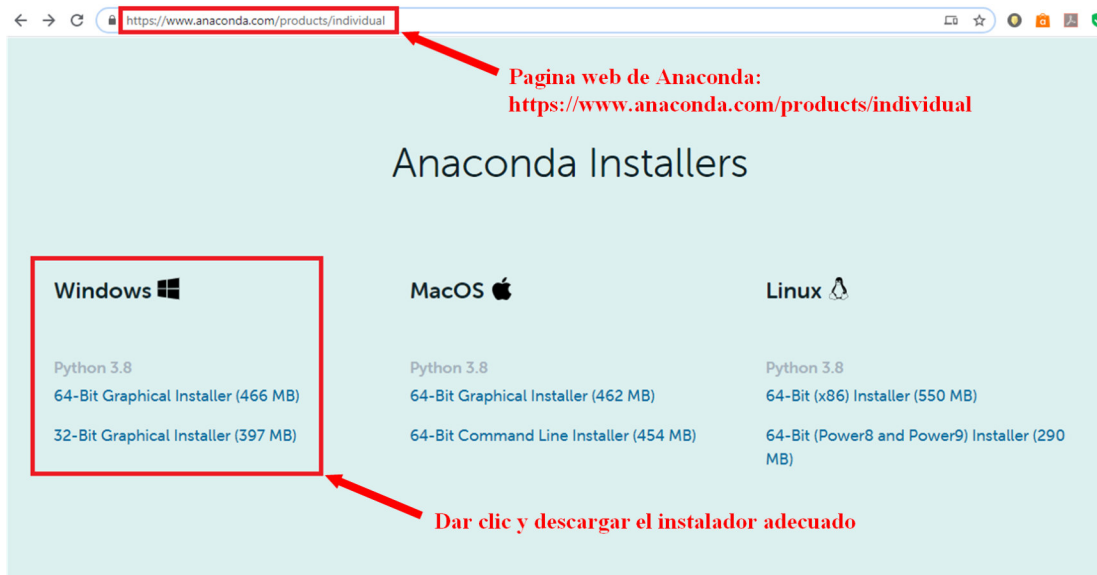 https://www.anaconda.com/products/individual
Pagina web de Anaconda:
https://www.anaconda.com/products/individual
Anaconda Installers
Windows
Python 3.8
64-Bit Graphical Installer (466 MB)
32-Bit Graphical Installer (397 MB)
MacOS
Python 3.8
64-Bit Graphical Installer (462 MB)
64-Bit Command Line Installer (454 MB)
Linux
Python 3.8
64-Bit (x86) Installer (550 MB)
64-Bit (Power8 and Power9) Installer (290
MB)
Dar clic y descargar el instalador adecuado